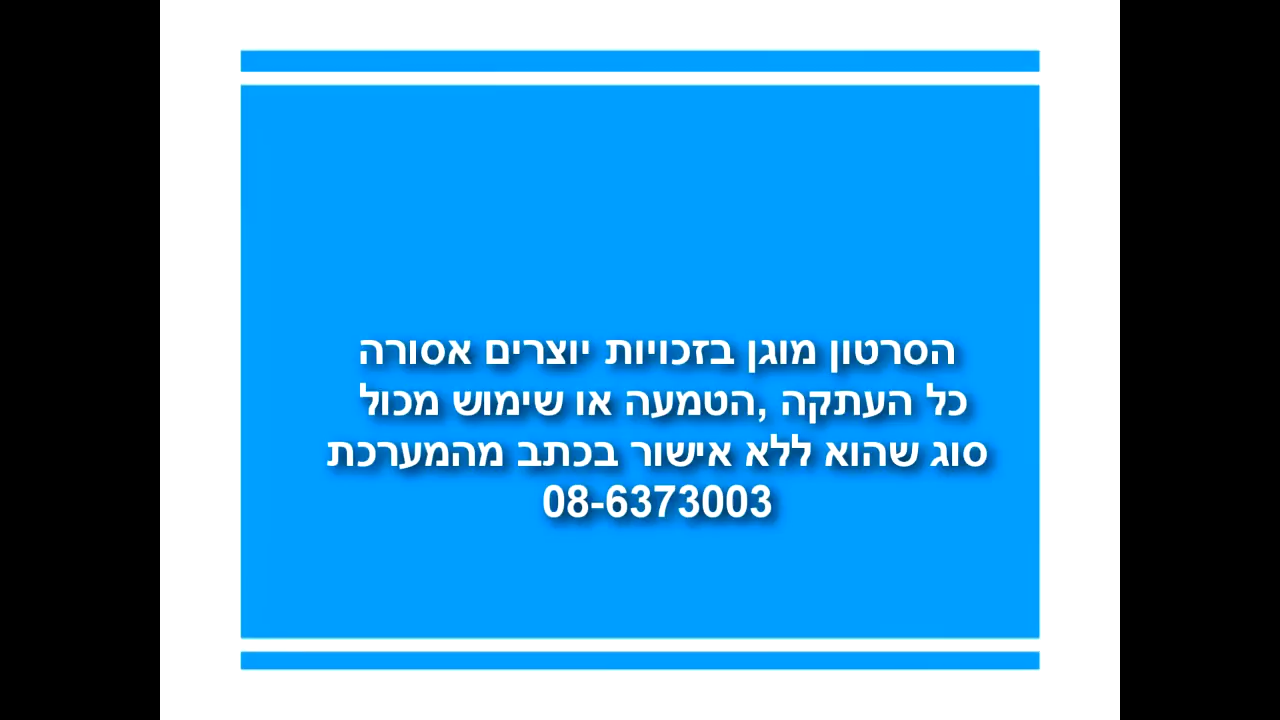 הסרטון מוגן בזכויות יוצרים אסורה
כל העתקה ,הטמעה או שימוש מכול
סוג שהוא ללא אישור בכתב מהמערכת
08-6373003